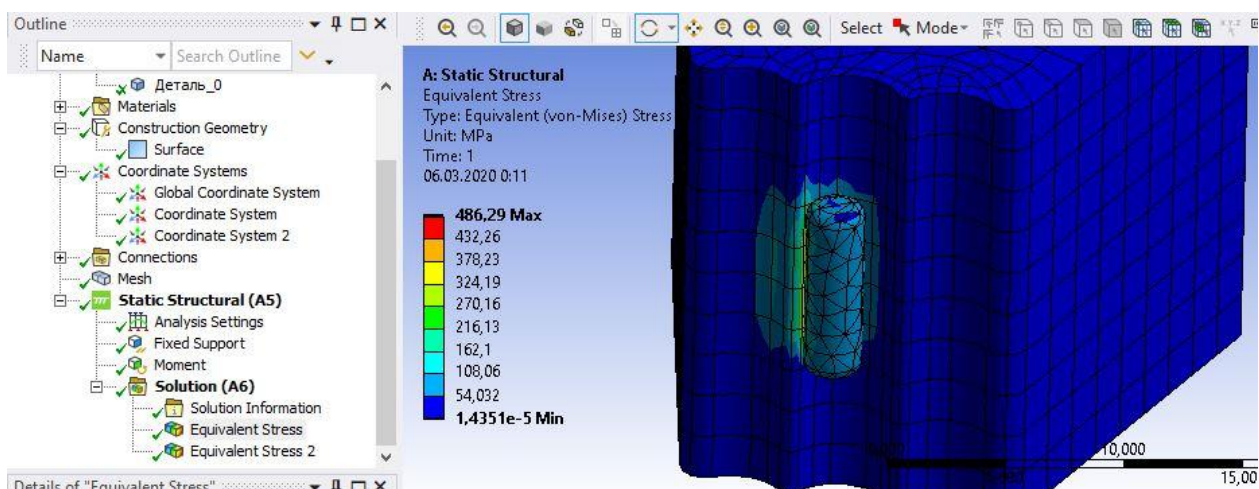 Outline
Name
Search Outline
Деталь_0
Materials
Construction Geometry
Surface
Coordinate Systems
Global Coordinate System
Coordinate System
Coordinate System 2
Connections
Mesh
Static Structural (A5)
Analysis Settings
Fixed Support
Moment
Solution (A6)
Solution Information
Equivalent Stress
Equivalent Stress 2
Details of "Equivalent Stress"
Select Mode
A: Static Structural
Equivalent Stress
Type: Equivalent (von-Mises) Stress
Unit: MPa
Time: 1
06.03.2020 0:11
486,29 Max
432,26
378,23
324,19
270,16
216,13
162,1
108,06
54,032
1,4351e-5 Min
10,000
15,00